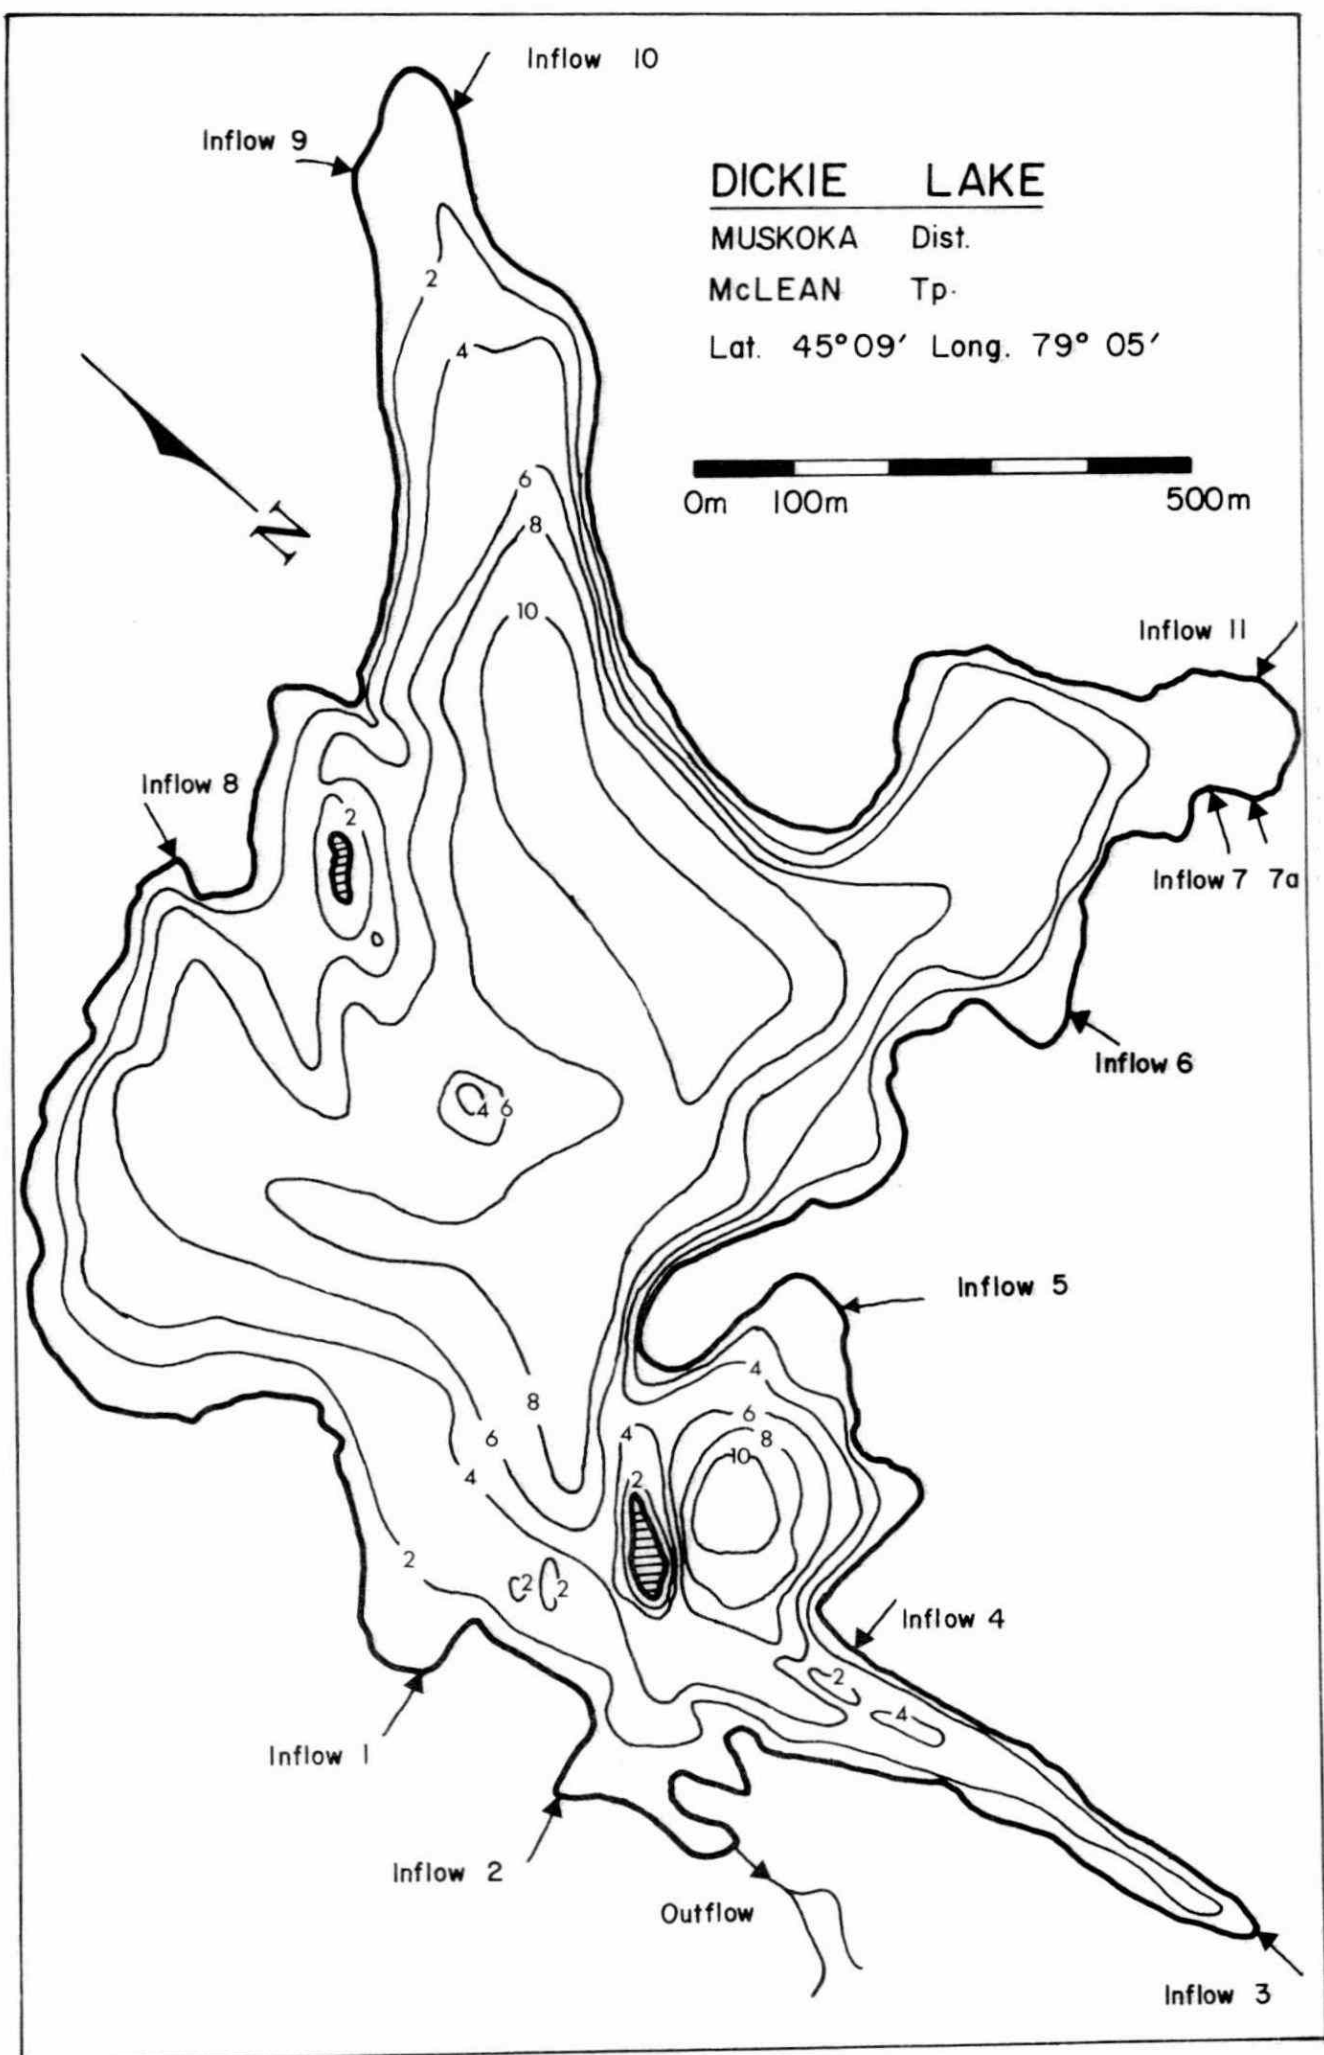 Inflow 10
Inflow 9
DICKIE LAKE
MUSKOKA Dist.
McLEAN Tp.
Lat. 45°09′ Long. 79° 05′
2
4
N
0m 100m 500m
6
8
10
Inflow 11
Inflow 8
2
Inflow 7 7a
Inflow 6
4 6
Inflow 5
4
8
6
4
8
6
10
4
2
2
2 2
Inflow 4
2
4
Inflow 1
Inflow 2
Outflow
Inflow 3